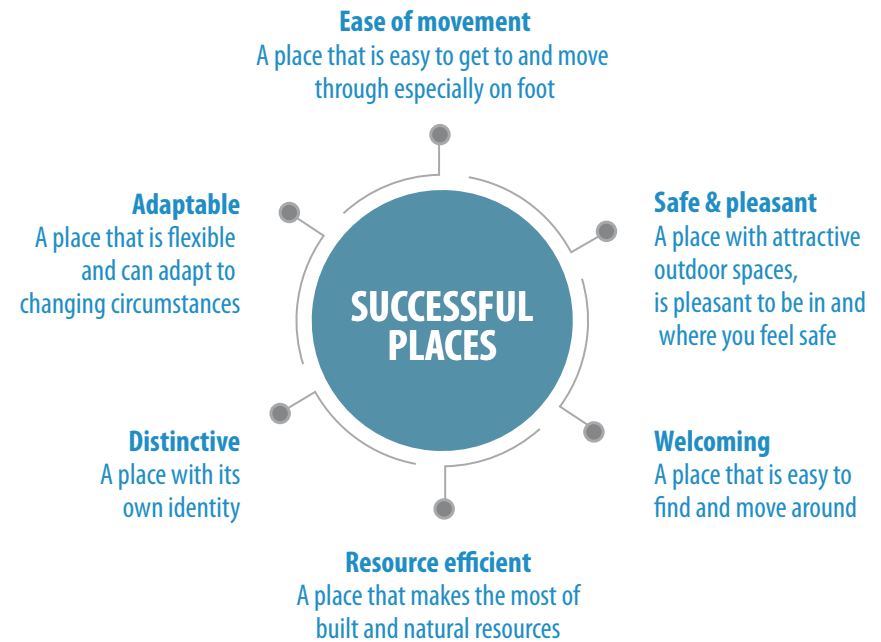 Ease of movement
A place that is easy to get to and move
through especially on foot
Safe & pleasant
A place with attractive
outdoor spaces,
is pleasant to be in and
where you feel safe
Welcoming
A place that is easy to
find and move around
Resource efficient
A place that makes the most of
built and natural resources
Distinctive
A place with its
own identity
Adaptable
A place that is flexible
and can adapt to
changing circumstances
SUCCESSFUL
PLACES